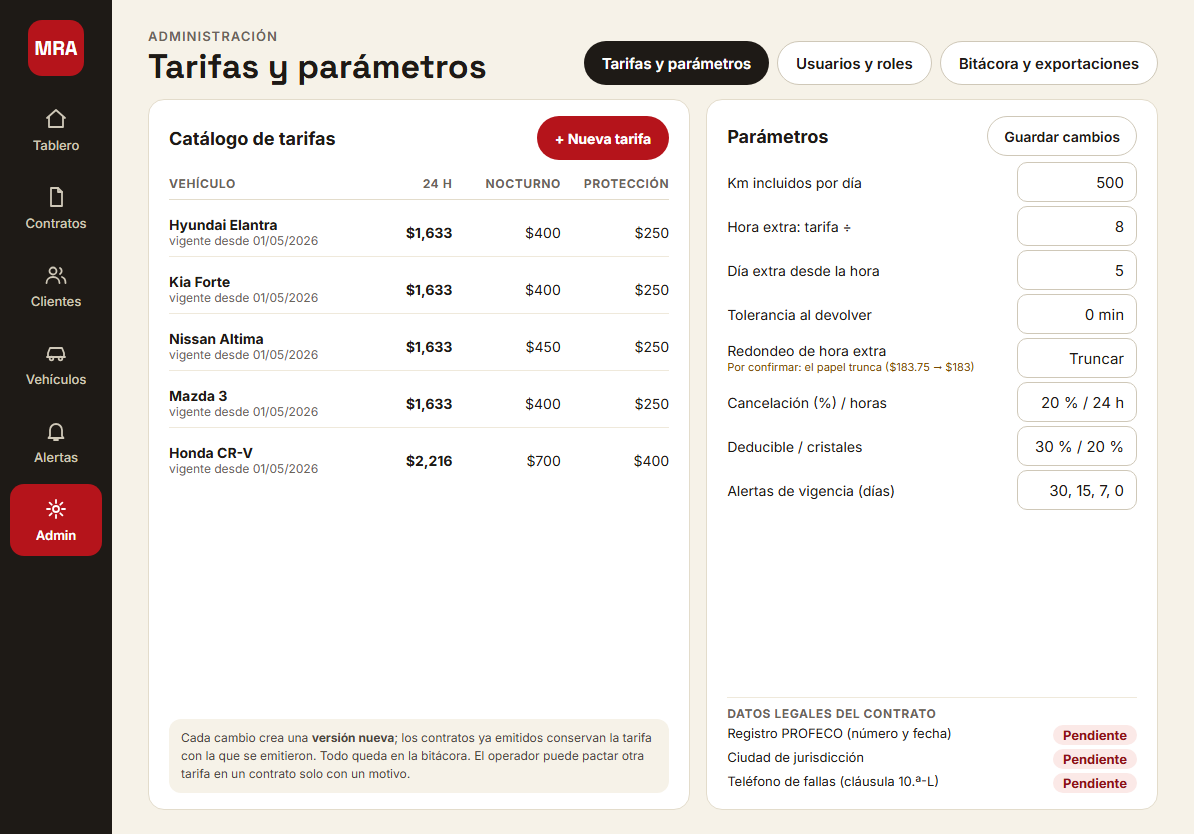 MRA
Tablero
Contratos
Clientes
Vehículos
Alertas
Admin
ADMINISTRACIÓN
Tarifas y parámetros
Tarifas y parámetros
Usuarios y roles
Bitácora y exportaciones
Catálogo de tarifas
+ Nueva tarifa
VEHÍCULO 24 H NOCTURNO PROTECCIÓN
Hyundai Elantra
vigente desde 01/05/2026
$1,633 $400 $250
Kia Forte
vigente desde 01/05/2026
$1,633 $400 $250
Nissan Altima
vigente desde 01/05/2026
$1,633 $450 $250
Mazda 3
vigente desde 01/05/2026
$1,633 $400 $250
Honda CR-V
vigente desde 01/05/2026
$2,216 $700 $400
Cada cambio crea una versión nueva; los contratos ya emitidos conservan la tarifa
con la que se emitieron. Todo queda en la bitácora. El operador puede pactar otra
tarifa en un contrato solo con un motivo.
Parámetros
Guardar cambios
Km incluidos por día 500
Hora extra: tarifa ÷ 8
Día extra desde la hora 5
Tolerancia al devolver 0 min
Redondeo de hora extra
Por confirmar: el papel trunca ($183.75 → $183)
Truncar
Cancelación (%) / horas 20 % / 24 h
Deducible / cristales 30 % / 20 %
Alertas de vigencia (días) 30, 15, 7, 0
DATOS LEGALES DEL CONTRATO
Registro PROFECO (número y fecha) Pendiente
Ciudad de jurisdicción Pendiente
Teléfono de fallas (cláusula 10.ª-L) Pendiente